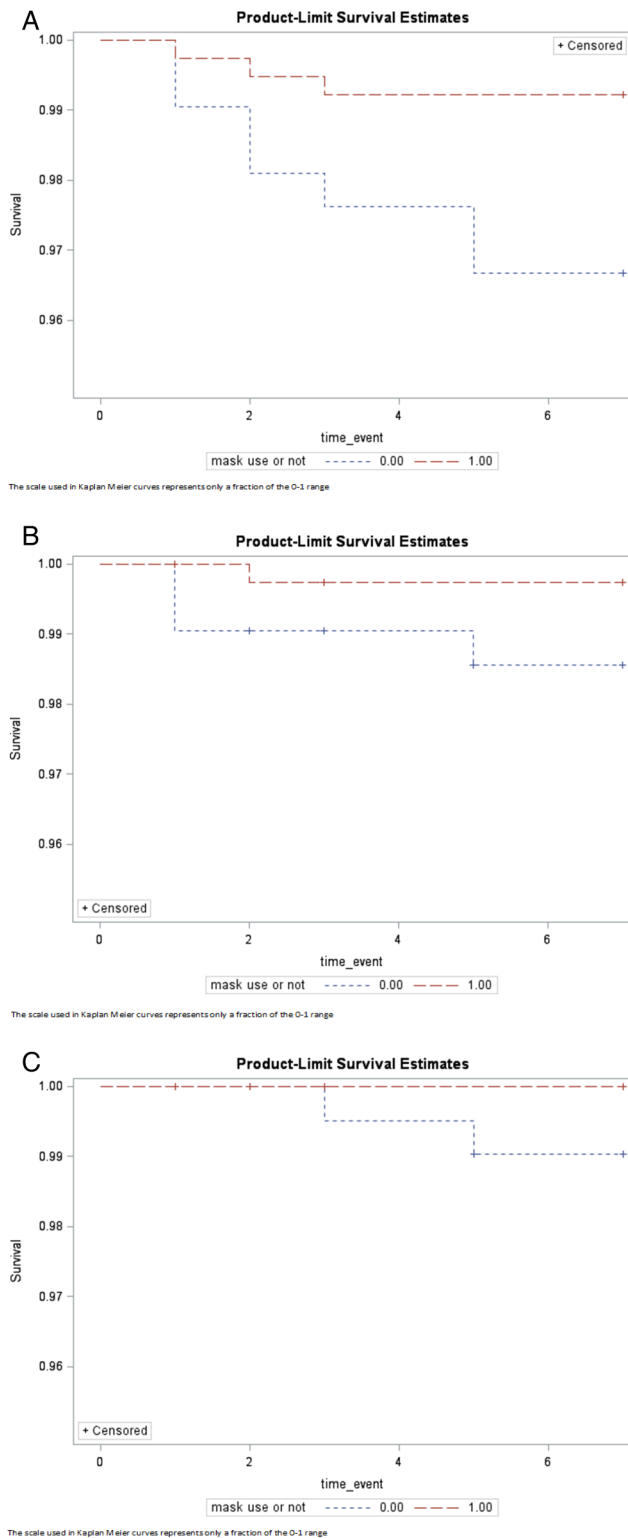 A
Product-Limit Survival Estimates
+ Censored
1.00
0.99
0.98
0.97
0.96
Survival
0 2 4 6
time_event
mask use or not 0.00 1.00
The scale used in Kaplan Meier curves represents only a fraction of the 0-1 range
B
Product-Limit Survival Estimates
1.00
0.99
0.98
0.97
0.96
Survival
+ Censored
0 2 4 6
time_event
mask use or not 0.00 1.00
The scale used in Kaplan Meier curves represents only a fraction of the 0-1 range
C
Product-Limit Survival Estimates
1.00
0.99
0.98
0.97
0.96
Survival
+ Censored
0 2 4 6
time_event
mask use or not 0.00 1.00
The scale used in Kaplan Meier curves represents only a fraction of the 0-1 range